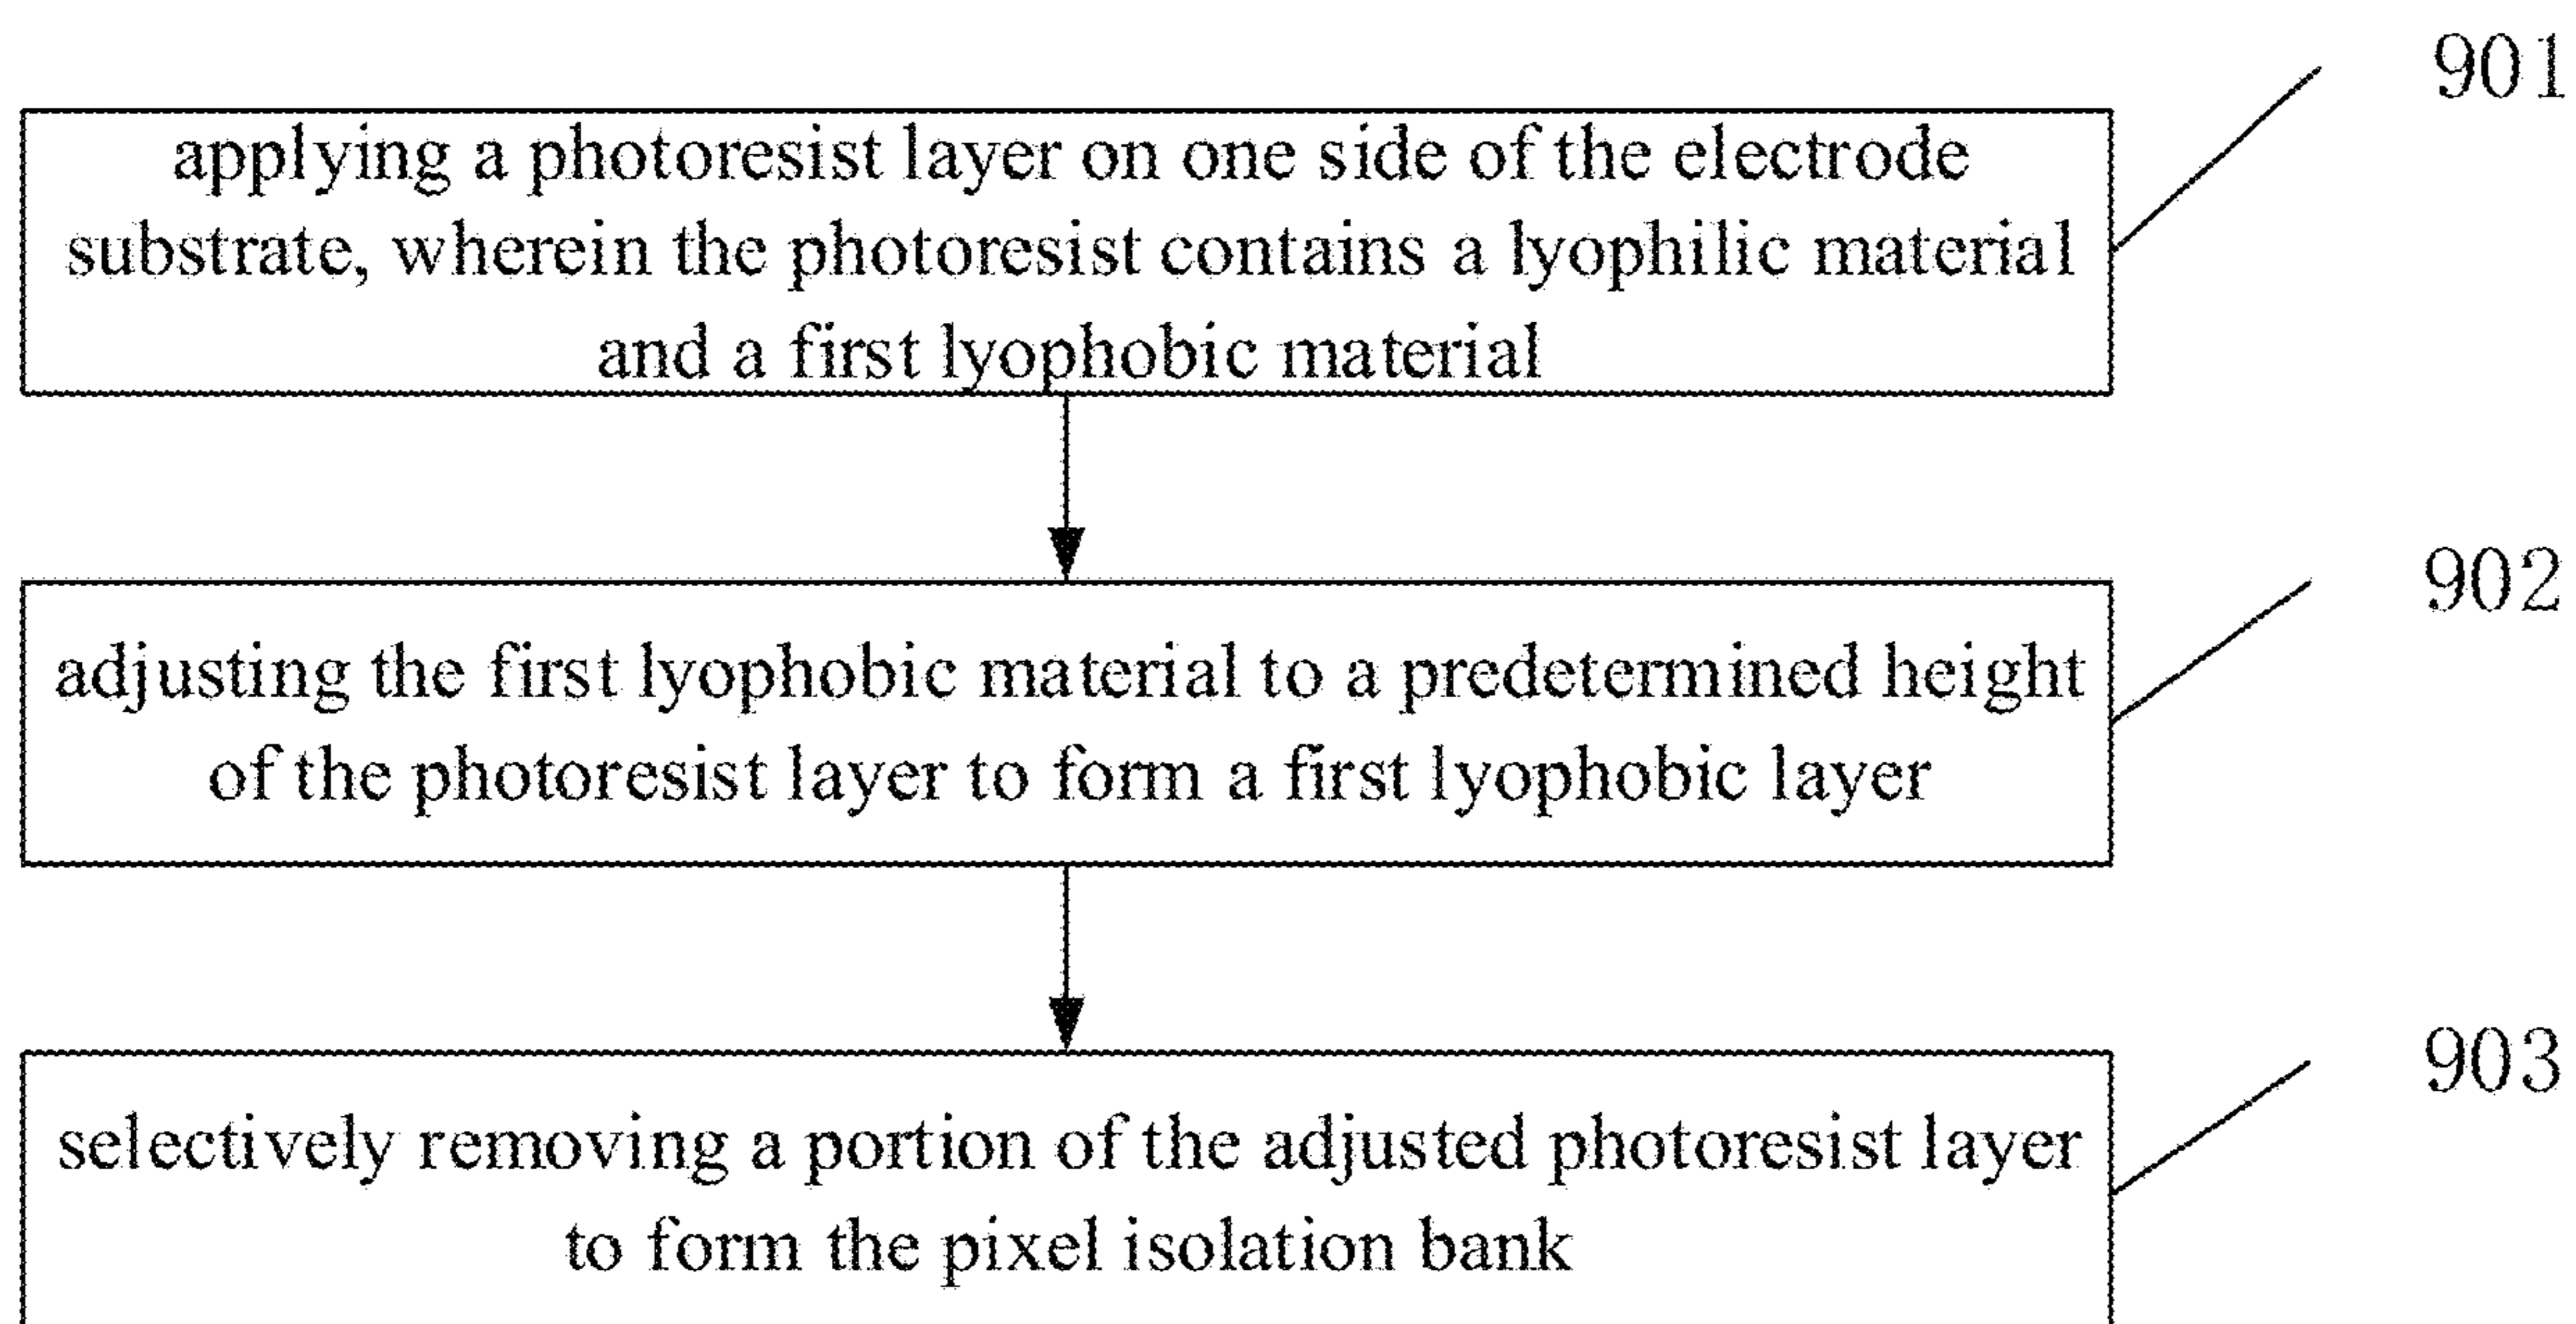 901
applying a photoresist layer on one side of the electrode
substrate, wherein the photoresist contains a lyophilic material
and a first lyophobic material
902
adjusting the first lyophobic material to a predetermined height
of the photoresist layer to form a first lyophobic layer
903
selectively removing a portion of the adjusted photoresist layer
to form the pixel isolation bank